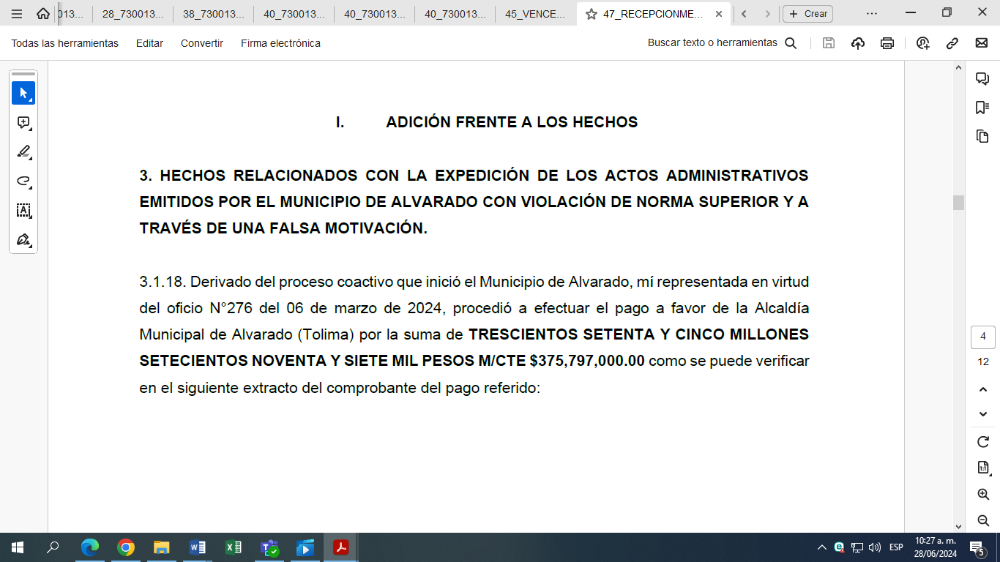 013...
28_730013...
38_730013...
40_730013...
40_730013...
40_730013...
45_VENCE...
47_RECEPCIONME...
Crear
Todas las herramientas
Editar
Convertir
Firma electrónica
Buscar texto o herramientas
I. ADICIÓN FRENTE A LOS HECHOS
3. HECHOS RELACIONADOS CON LA EXPEDICIÓN DE LOS ACTOS ADMINISTRATIVOS
EMITIDOS POR EL MUNICIPIO DE ALVARADO CON VIOLACIÓN DE NORMA SUPERIOR Y A
TRAVÉS DE UNA FALSA MOTIVACIÓN.
3.1.18. Derivado del proceso coactivo que inició el Municipio de Alvarado, mí representada en virtud
del oficio N°276 del 06 de marzo de 2024, procedió a efectuar el pago a favor de la Alcaldía
Municipal de Alvarado (Tolima) por la suma de TRESCIENTOS SETENTA Y CINCO MILLONES
SETECIENTOS NOVENTA Y SIETE MIL PESOS M/CTE $375,797,000.00 como se puede verificar
en el siguiente extracto del comprobante del pago referido:
4
12
1:1
ESP
10:27 a. m.
28/06/2024
5